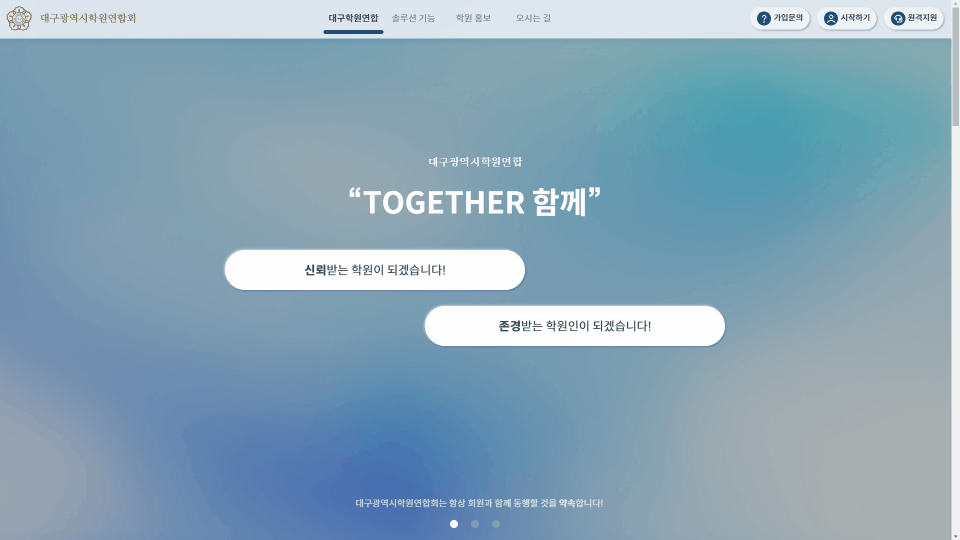 대구광역시학원연합회
대구학원연합
솔루션 기능
학원 홍보
오시는 길
가입문의
시작하기
원격지원
대구광역시학원연합
“TOGETHER 함께”
신뢰받는 학원이 되겠습니다!
존경받는 학원인이 되겠습니다!
대구광역시학원연합회는 항상 회원과 함께 동행할 것을 약속합니다!